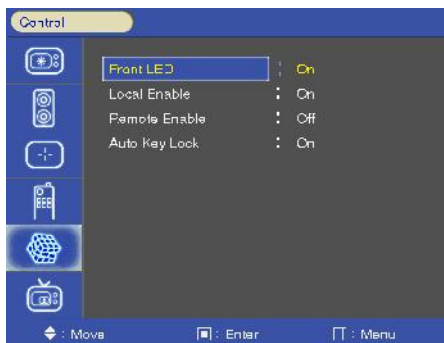 Control
Front LED : On
Local Enable : On
Remote Enable : Off
Auto Key Lock : On
: Move : Enter : Menu